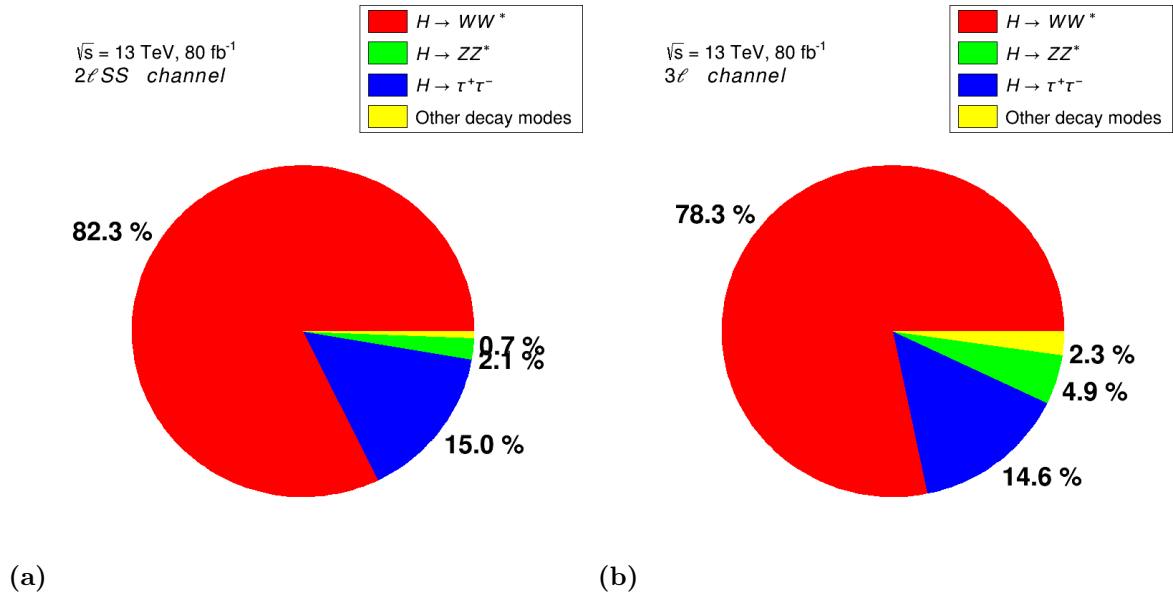 √s = 13 TeV, 80 fb⁻¹
2ℓSS channel
H → WW*
H → ZZ*
H → τ⁺τ⁻
Other decay modes
82.3 %
0.7 %
2.1 %
15.0 %
(a)
√s = 13 TeV, 80 fb⁻¹
3ℓ channel
H → WW*
H → ZZ*
H → τ⁺τ⁻
Other decay modes
78.3 %
2.3 %
4.9 %
14.6 %
(b)